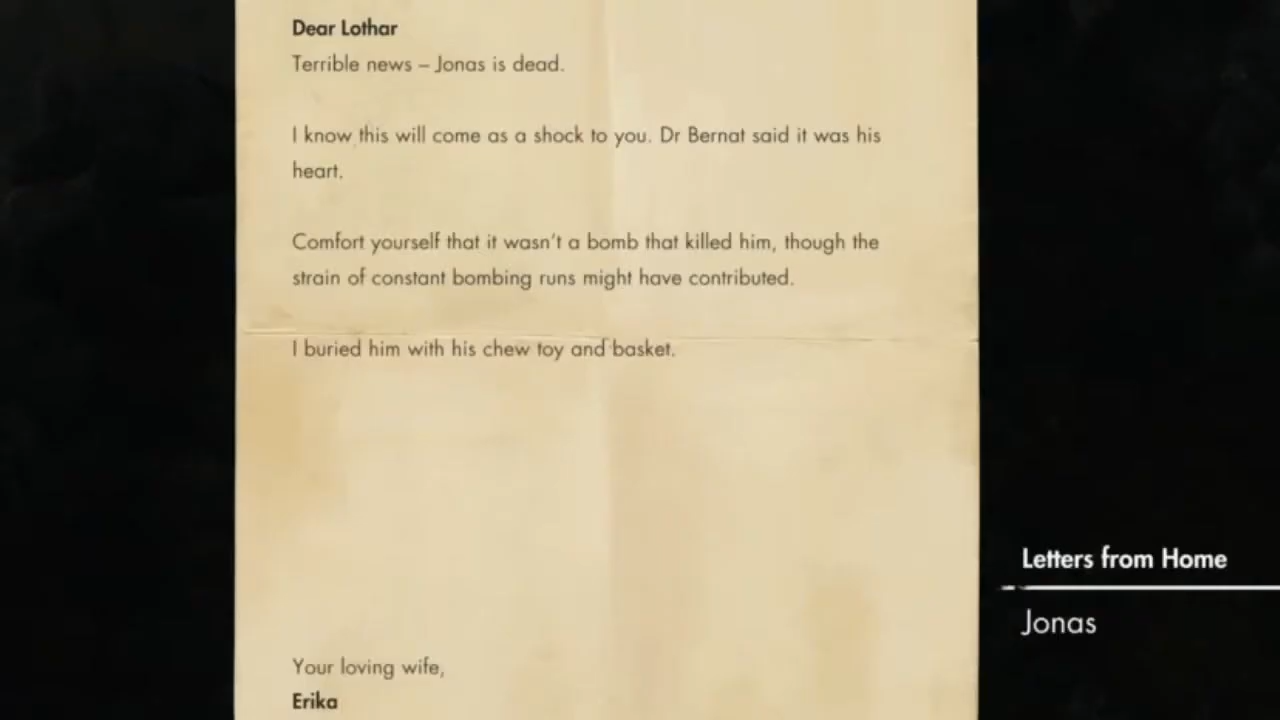 Dear Lothar
Terrible news – Jonas is dead.
I know this will come as a shock to you. Dr Bernat said it was his
heart.
Comfort yourself that it wasn't a bomb that killed him, though the
strain of constant bombing runs might have contributed.
I buried him with his chew toy and basket.
Your loving wife,
Erika
Letters from Home
Jonas